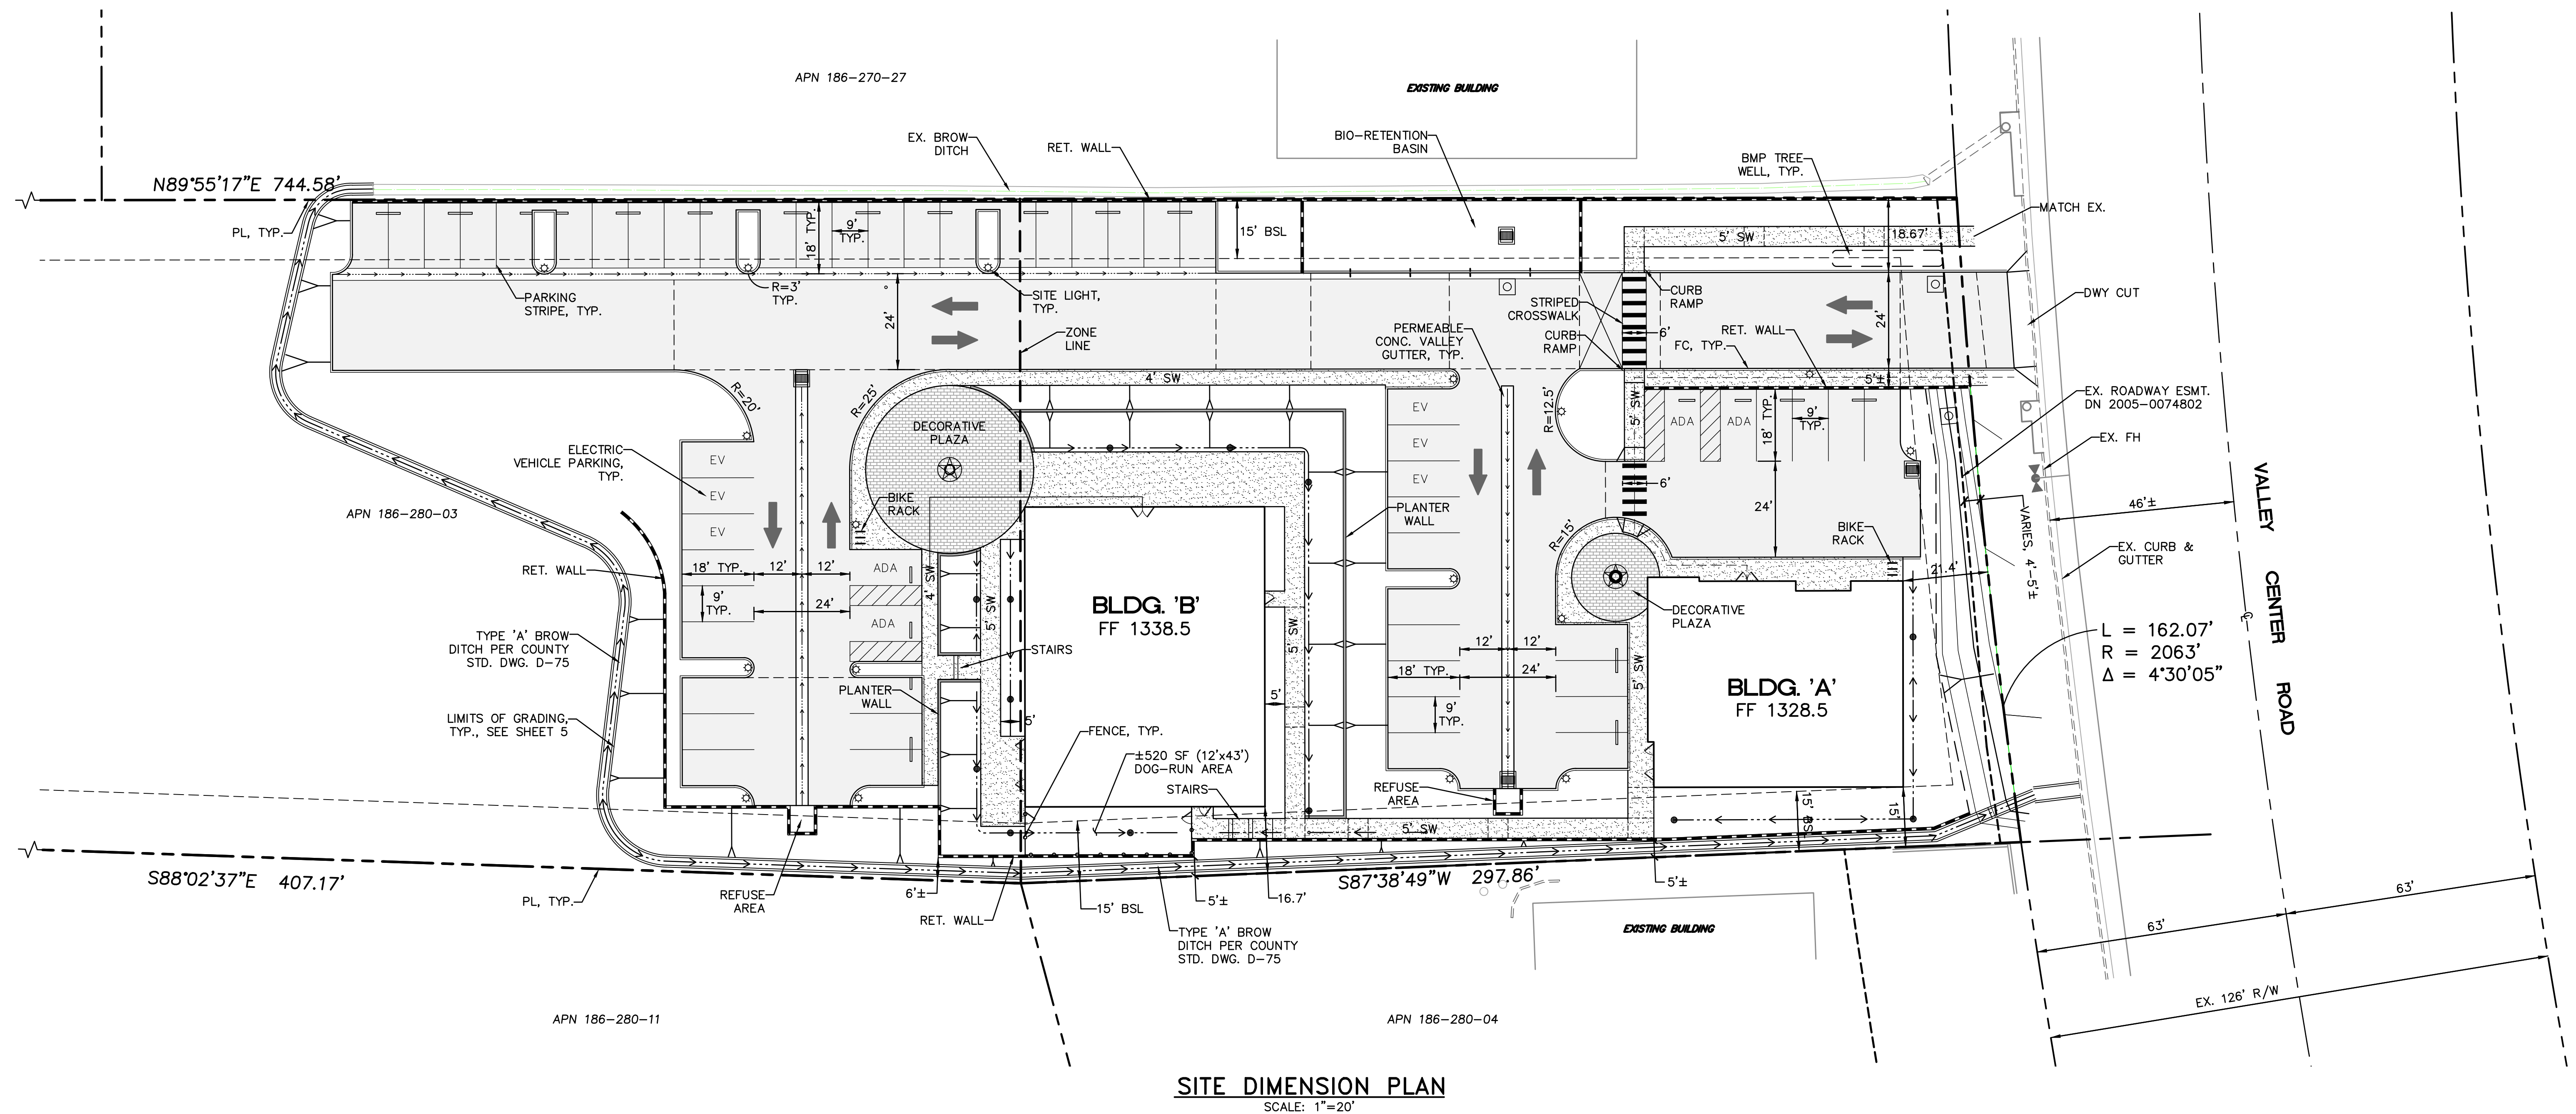 APN 186-270-27
EXISTING BUILDING
EX. BROW
DITCH
RET. WALL
BIO-RETENTION
BASIN
BMP TREE
WELL, TYP.
N89°55'17"E 744.58'
PL, TYP.
18' TYP.
9'
TYP.
15' BSL
5' SW
18.67'
MATCH EX.
PARKING
STRIPE, TYP.
R=3'
TYP.
24'
SITE LIGHT,
TYP.
ZONE
LINE
PERMEABLE
CONC. VALLEY
GUTTER, TYP.
STRIPED
CROSSWALK
CURB
RAMP
6'
CURB
RAMP
FC, TYP.
RET. WALL
24'
DWY CUT
R=20'
R=25'
4' SW
5'±
EX. ROADWAY ESMT.
DN 2005-0074802
DECORATIVE
PLAZA
EV
EV
EV
R=12.5'
5' SW
ADA
ADA
18' TYP.
9'
TYP.
EX. FH
ELECTRIC
VEHICLE PARKING,
TYP.
EV
EV
EV
BIKE
RACK
PLANTER
WALL
6'
24'
BIKE
RACK
VARIES, 4'-5'±
46'±
VALLEY CENTER ROAD
℄
APN 186-280-03
RET. WALL
18' TYP.
12'
12'
9'
TYP.
24'
ADA
ADA
4' SW
5' SW
BLDG. 'B'
FF 1338.5
5' SW
R=15'
DECORATIVE
PLAZA
21.4'
EX. CURB &
GUTTER
TYPE 'A' BROW
DITCH PER COUNTY
STD. DWG. D-75
STAIRS
12'
12'
18' TYP.
24'
9'
TYP.
5' SW
BLDG. 'A'
FF 1328.5
L = 162.07'
R = 2063'
Δ = 4°30'05"
PLANTER
WALL
5'
5'
LIMITS OF GRADING,
TYP., SEE SHEET 5
FENCE, TYP.
±520 SF (12'x43')
DOG-RUN AREA
STAIRS
REFUSE
AREA
5' SW
15' BSL
15'
S88°02'37"E 407.17'
PL, TYP.
REFUSE
AREA
6'±
RET. WALL
15' BSL
5'±
16.7'
S87°38'49"W 297.86'
5'±
TYPE 'A' BROW
DITCH PER COUNTY
STD. DWG. D-75
EXISTING BUILDING
63'
63'
EX. 126' R/W
APN 186-280-11
APN 186-280-04
SITE DIMENSION PLAN
SCALE: 1"=20'